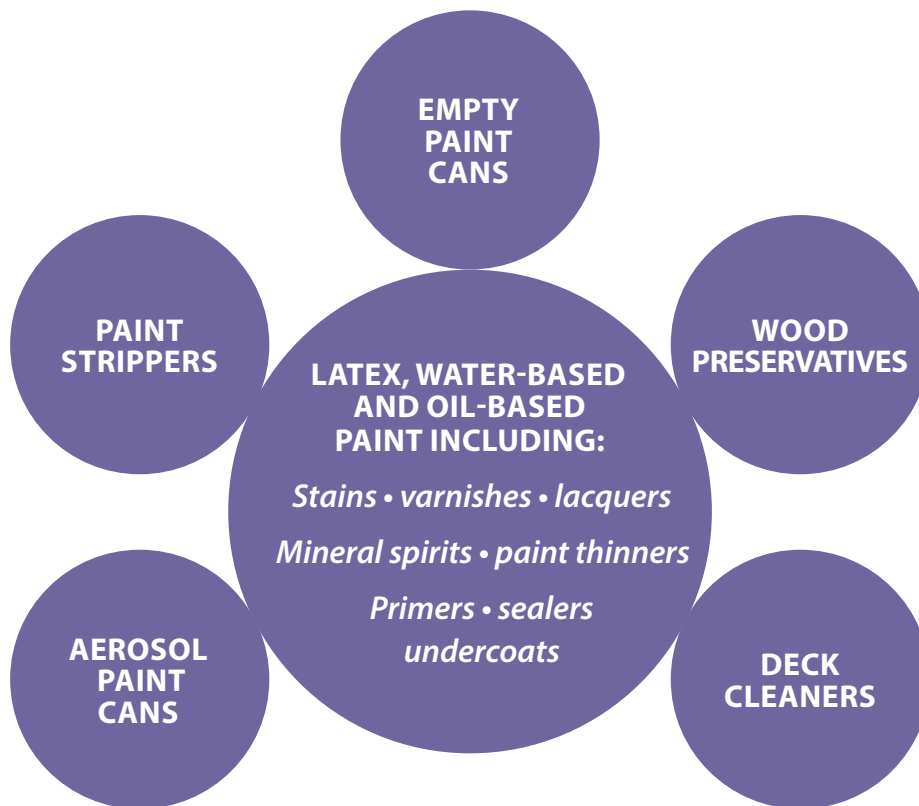 EMPTY
PAINT
CANS
PAINT
STRIPPERS
WOOD
PRESERVATIVES
LATEX, WATER-BASED
AND OIL-BASED
PAINT INCLUDING:
Stains • varnishes • lacquers
Mineral spirits • paint thinners
Primers • sealers
undercoats
AEROSOL
PAINT
CANS
DECK
CLEANERS